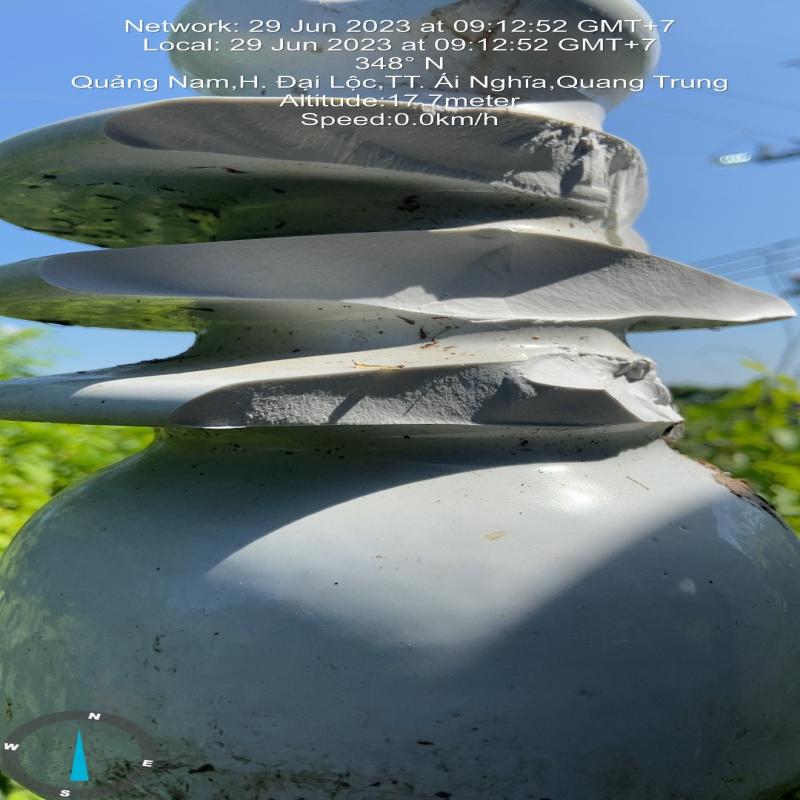 Network: 29 Jun 2023 at 09:12:52 GMT+7
Local: 29 Jun 2023 at 09:12:52 GMT+7
348° N
Quảng Nam,H. Đại Lộc,TT. Ái Nghĩa,Quang Trung
Altitude:17.7meter
Speed:0.0km/h
N
W
E
S